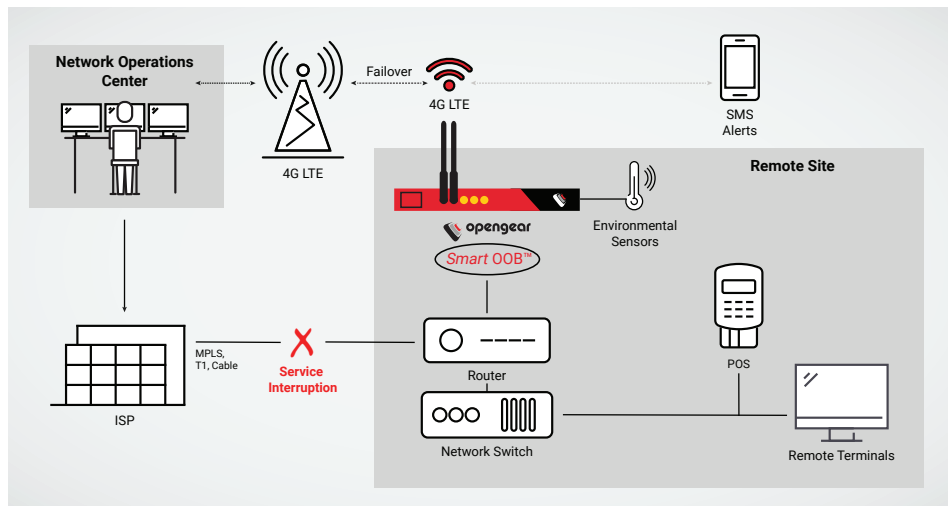 Network Operations
Center
Failover
4G LTE
4G LTE
SMS
Alerts
Remote Site
Environmental
Sensors
opengear
Smart OOB™
MPLS,
T1, Cable
Service
Interruption
ISP
Router
POS
Network Switch
Remote Terminals